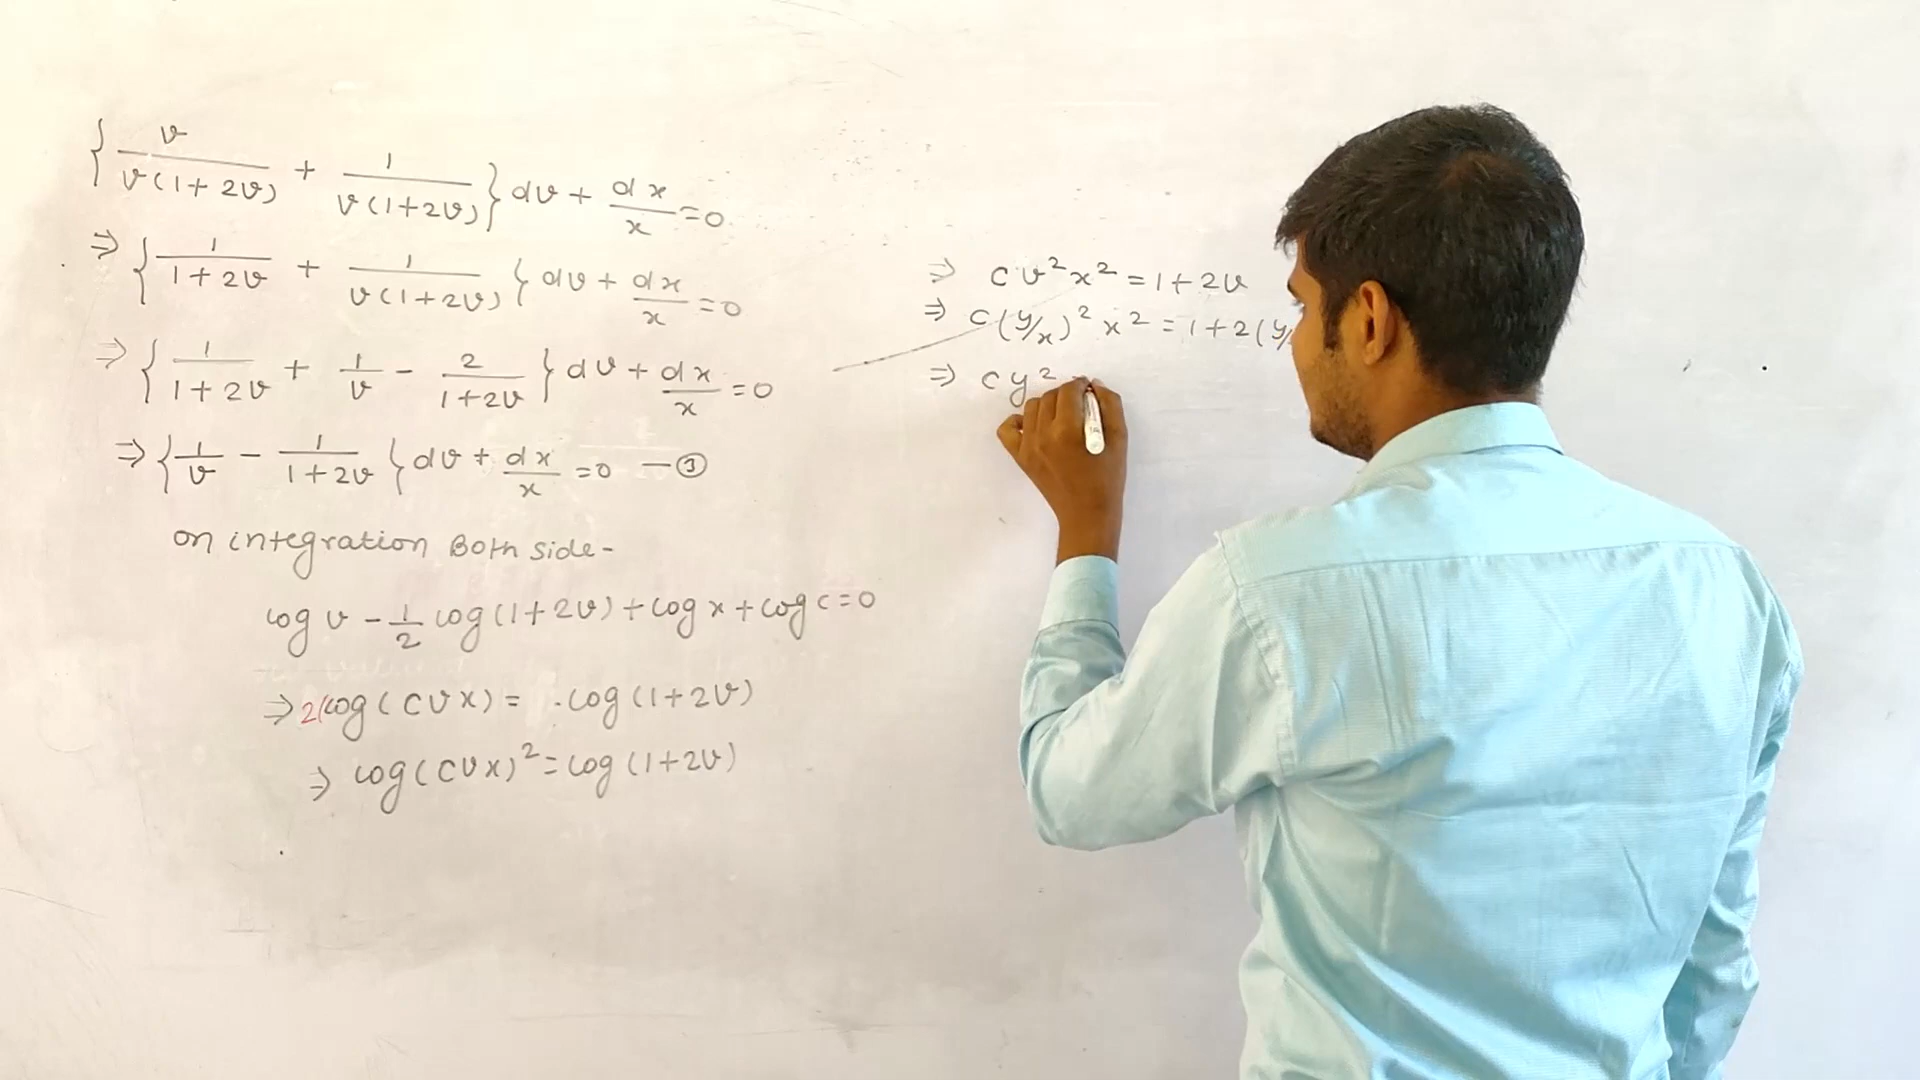 { v/v(1+2v) + 1/v(1+2v) } dv + dx/x = 0
⇒ { 1/1+2v + 1/v(1+2v) } dv + dx/x = 0
⇒ { 1/1+2v + 1/v - 2/1+2v } dv + dx/x = 0
⇒ { 1/v - 1/1+2v } dv + dx/x = 0 — ③
on integration Both side -
log v - 1/2 log(1+2v) + log x + log c = 0
⇒ 2 log(cvx) = log(1+2v)
⇒ log(cvx)² = log(1+2v)
⇒ cv²x² = 1+2v
⇒ c(y/x)² x² = 1+2(y/
⇒ cy²